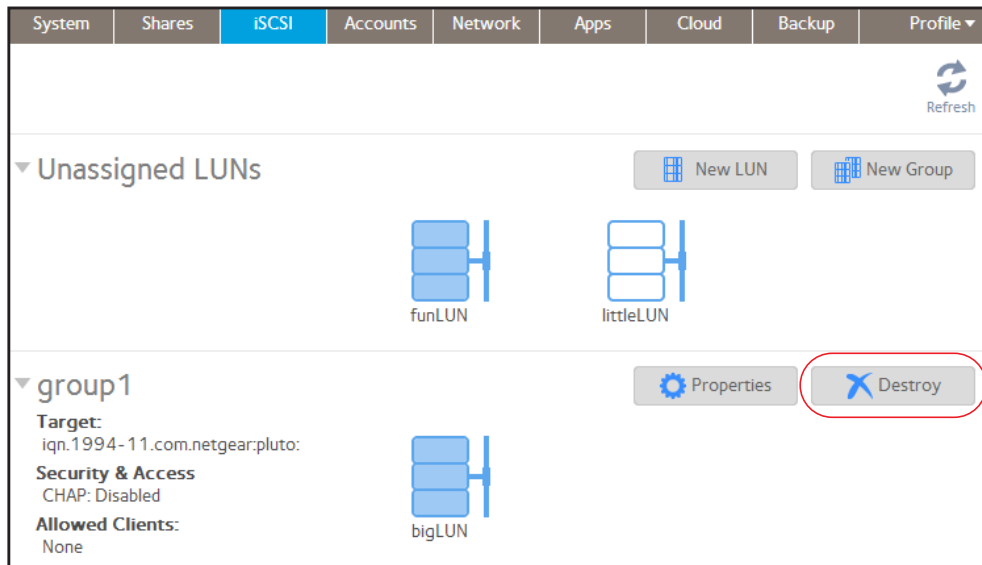 System Shares iSCSI Accounts Network Apps Cloud Backup Profile
Refresh
Unassigned LUNs New LUN New Group
funLUN littleLUN
group1 Properties Destroy
Target:
iqn.1994-11.com.netgear:pluto:
Security & Access
CHAP: Disabled
Allowed Clients:
None
bigLUN